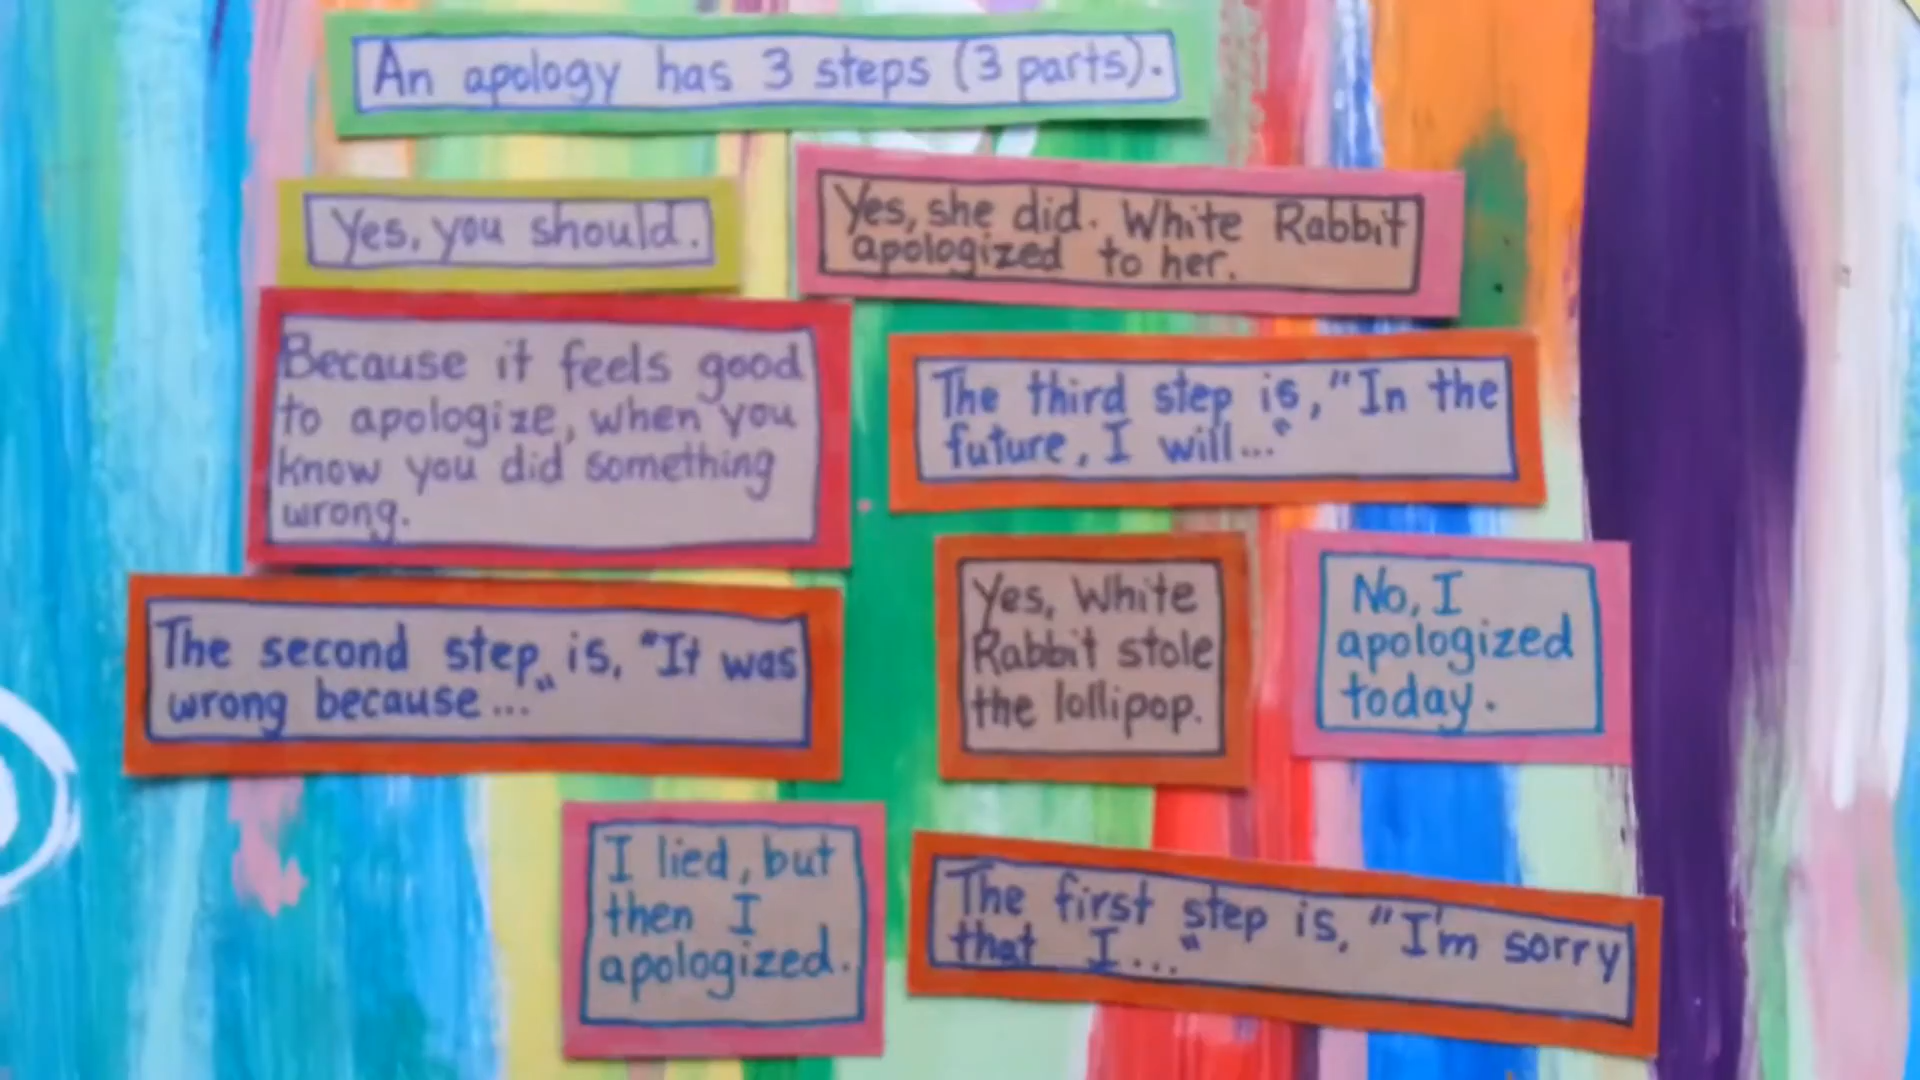 An apology has 3 steps (3 parts).
Yes, you should.
Yes, she did. White Rabbit
apologized to her.
Because it feels good
to apologize, when you
know you did something
wrong.
The third step is, "In the
future, I will..."
The second step is, "It was
wrong because..."
Yes, White
Rabbit stole
the lollipop.
No, I
apologized
today.
I lied, but
then I
apologized.
The first step is, "I'm sorry
that I..."